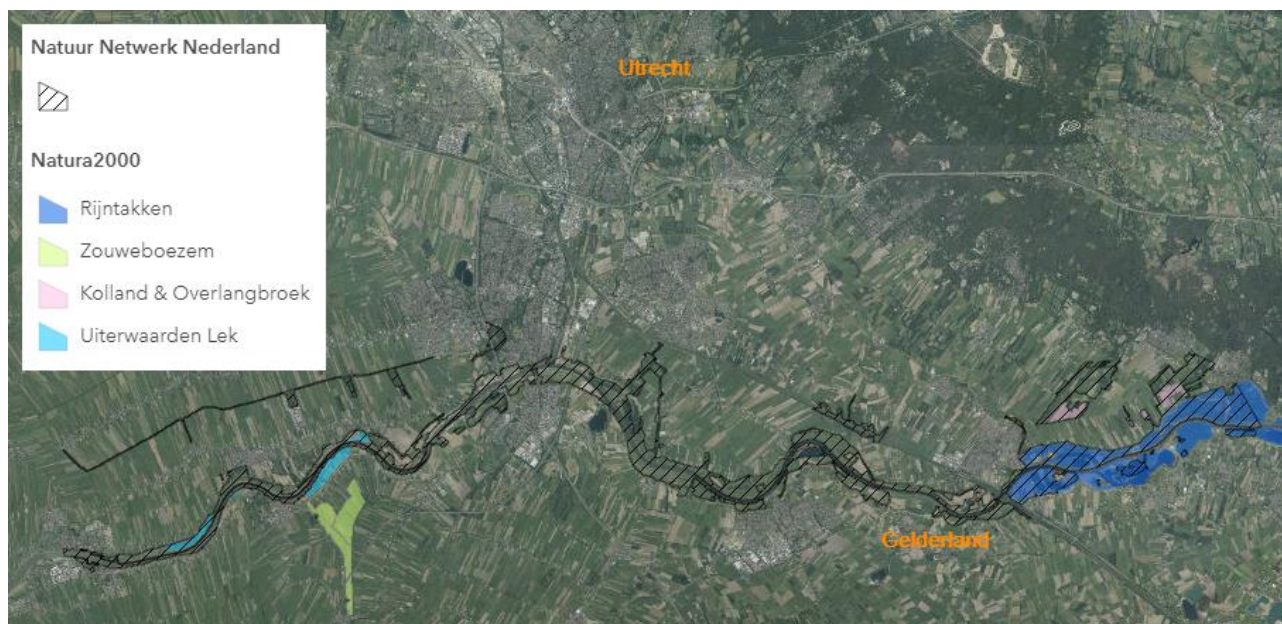 Natuur Netwerk Nederland
Natura2000
Rijntakken
Zouweboezem
Kolland & Overlangbroek
Uiterwaarden Lek
Utrecht
Gelderland